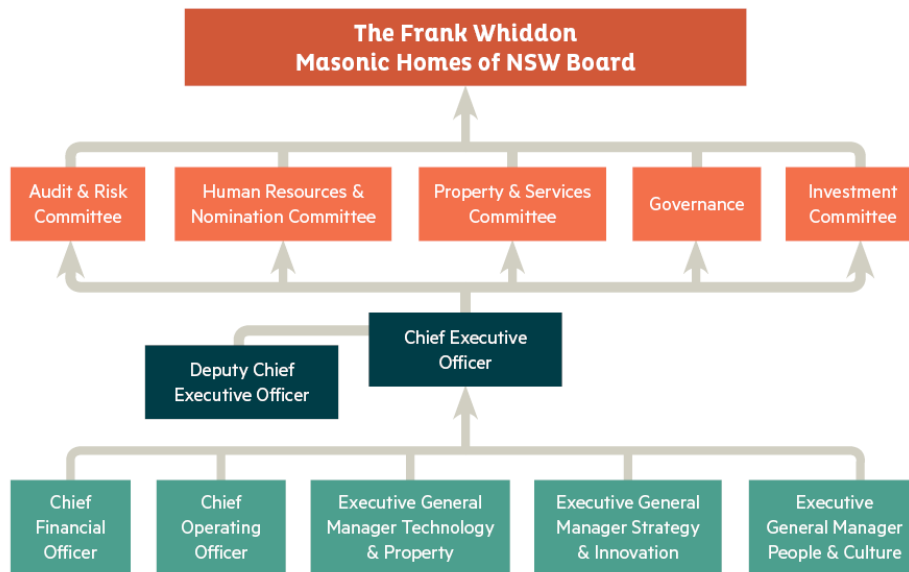 The Frank Whiddon
Masonic Homes of NSW Board
Audit & Risk
Committee
Human Resources &
Nomination Committee
Property & Services
Committee
Governance
Investment
Committee
Chief Executive
Officer
Deputy Chief
Executive Officer
Chief
Financial
Officer
Chief
Operating
Officer
Executive General
Manager Technology
& Property
Executive General
Manager Strategy
& Innovation
Executive
General Manager
People & Culture